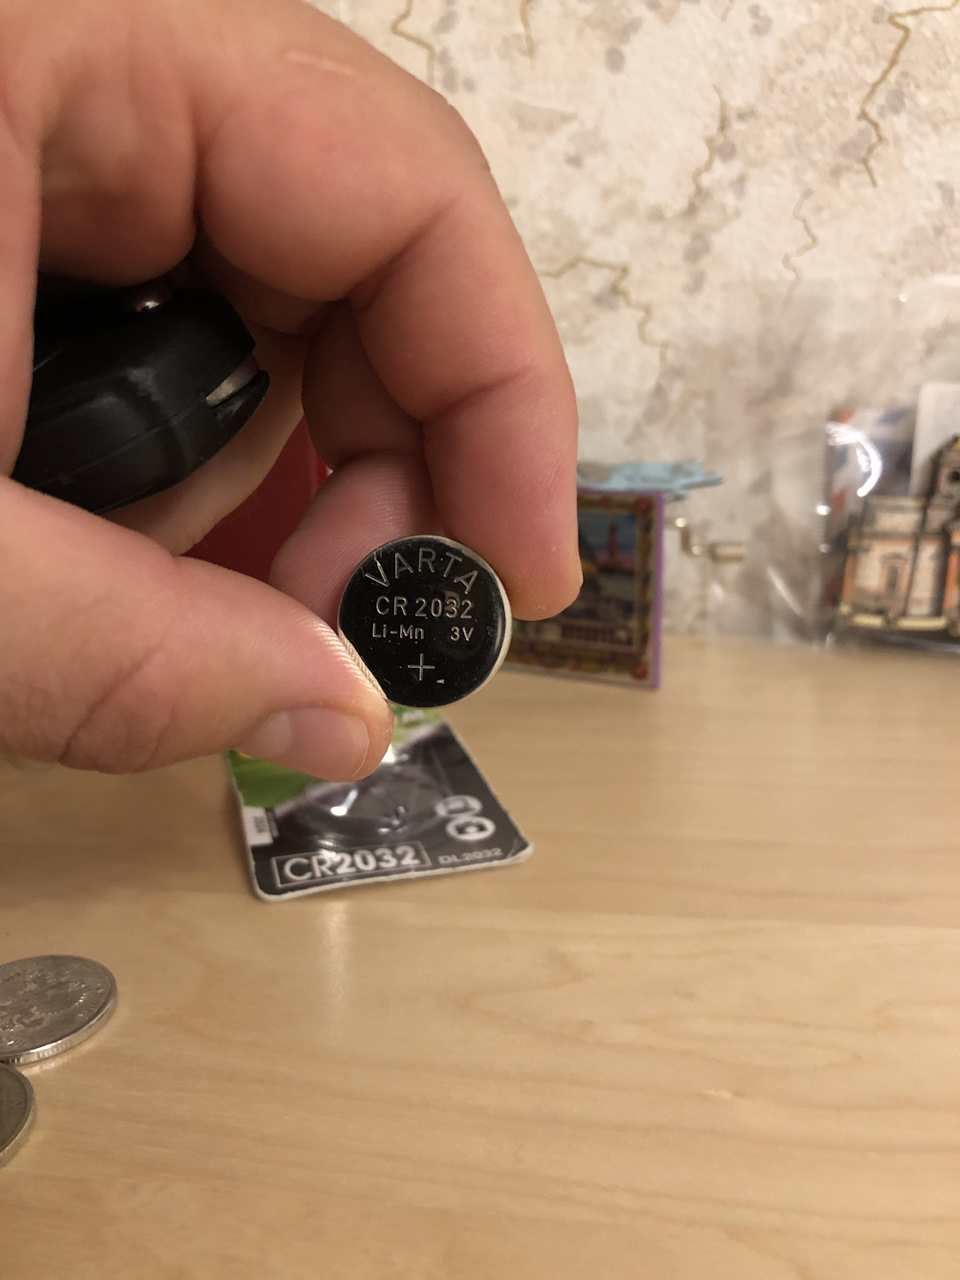 VARTA
CR 2032
Li-Mn 3V
+
CR2032 DL2032